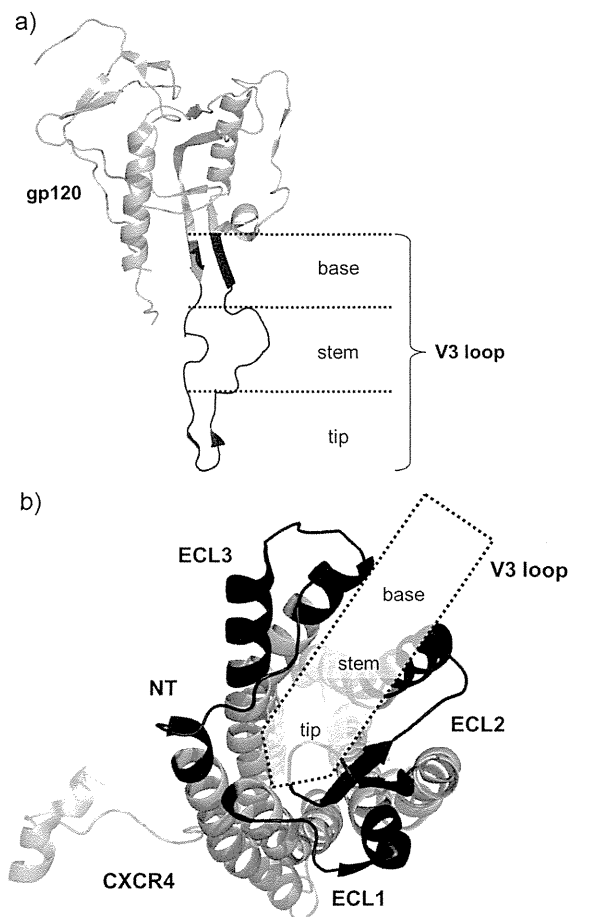 a)
gp120
base
stem
V3 loop
tip
b)
ECL3
V3 loop
base
stem
NT
tip
ECL2
CXCR4
ECL1